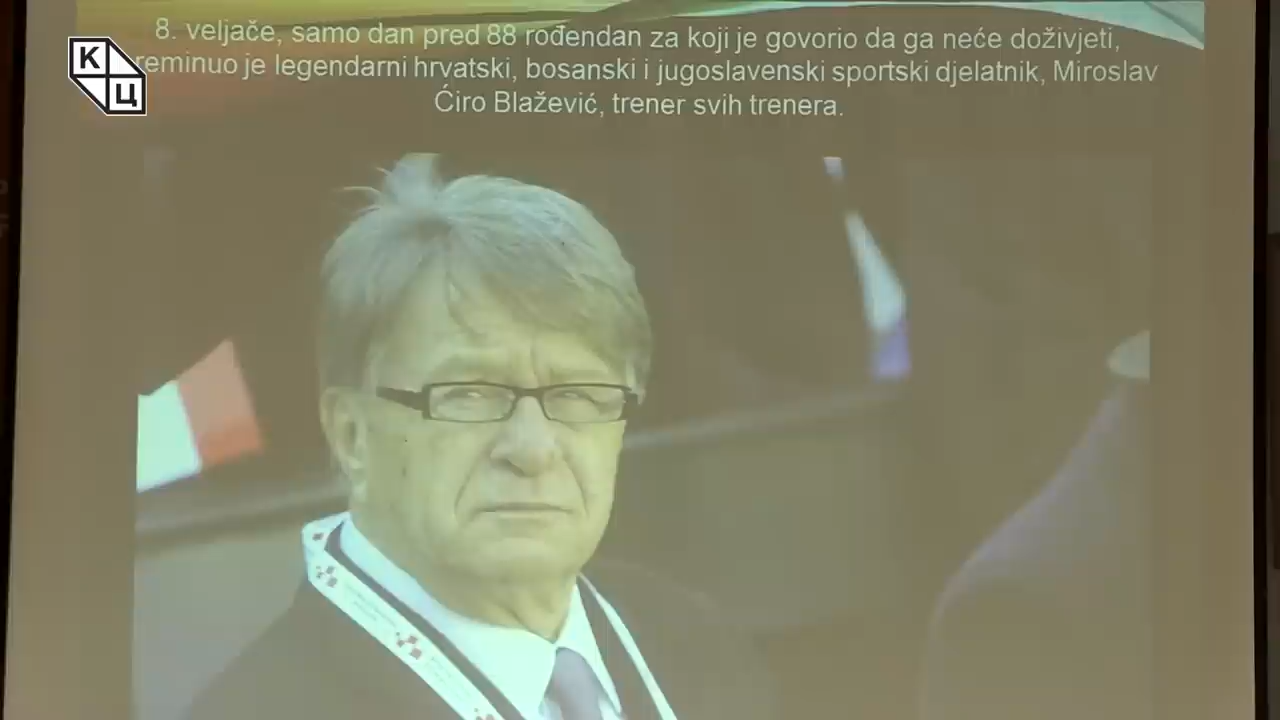 8. veljače, samo dan pred 88 rođendan za koji je govorio da ga neće doživjeti,
reminuo je legendarni hrvatski, bosanski i jugoslavenski sportski djelatnik, Miroslav
Ćiro Blažević, trener svih trenera.
К
Ц